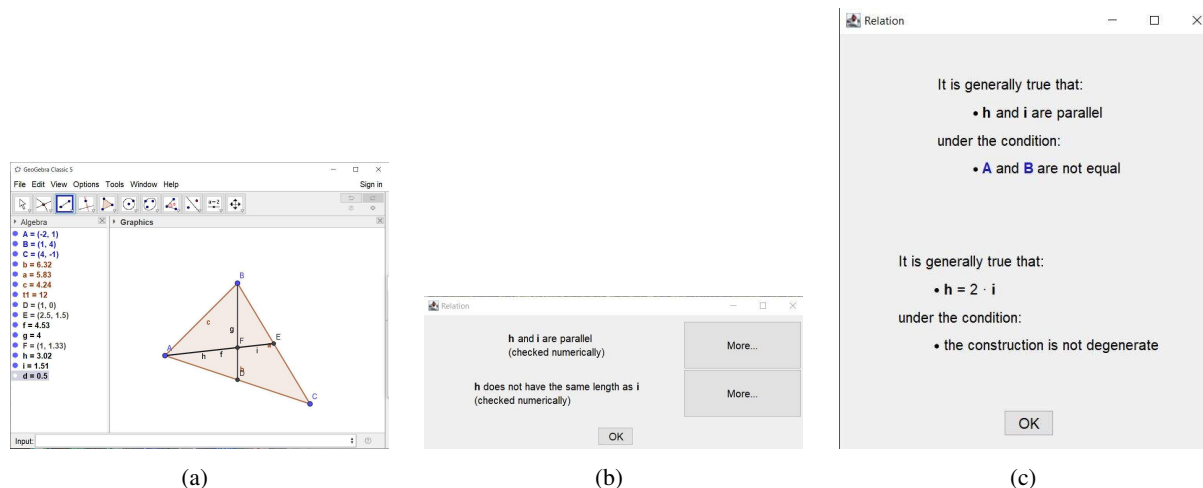 GeoGebra Classic 5
File Edit View Options Tools Window Help
Sign in
a=2
Algebra
Graphics
A = (-2, 1)
B = (1, 4)
C = (4, -1)
b = 6.32
a = 5.83
c = 4.24
t1 = 12
D = (1, 0)
E = (2.5, 1.5)
f = 4.53
g = 4
F = (1, 1.33)
h = 3.02
i = 1.51
d = 0.5
B
c
g
A
F
E
h
f
i
a
D
C
Input:
(a)
Relation
h and i are parallel
(checked numerically)
More...
h does not have the same length as i
(checked numerically)
More...
OK
(b)
Relation
It is generally true that:
• h and i are parallel
under the condition:
• A and B are not equal
It is generally true that:
• h = 2 · i
under the condition:
• the construction is not degenerate
OK
(c)